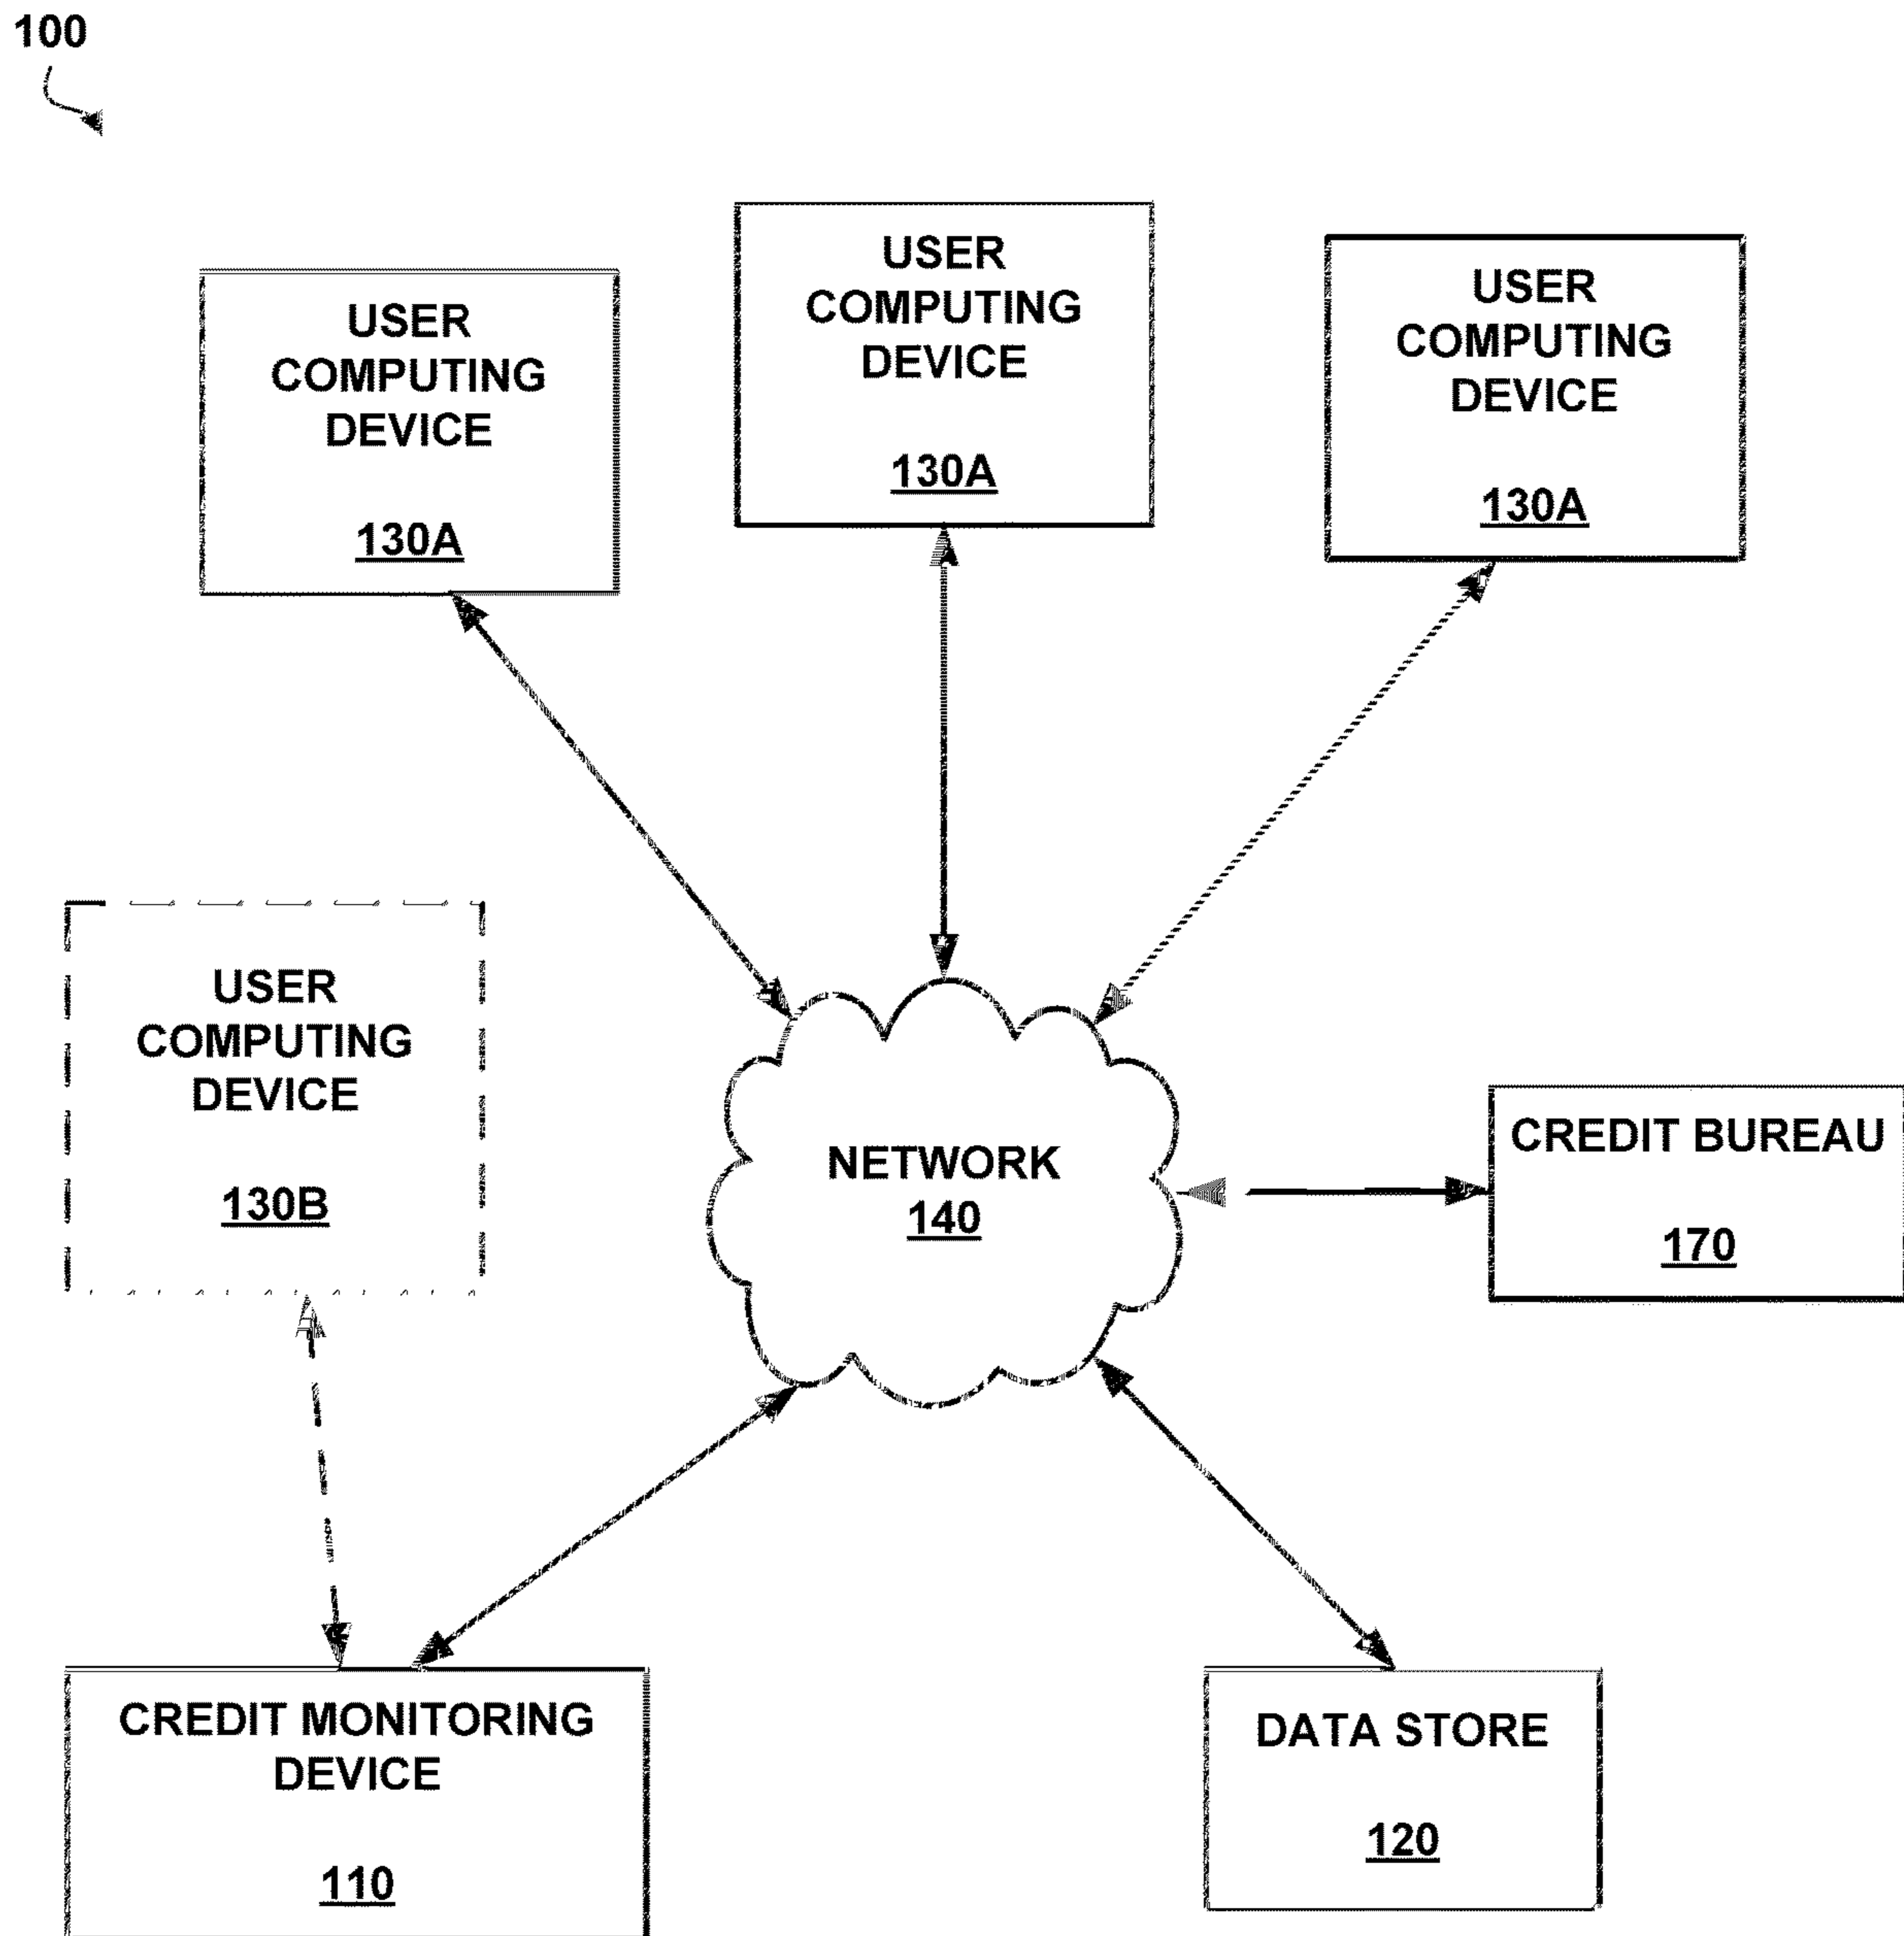 100
USER
COMPUTING
DEVICE
130A
USER
COMPUTING
DEVICE
130A
USER
COMPUTING
DEVICE
130A
USER
COMPUTING
DEVICE
130B
NETWORK
140
CREDIT BUREAU
170
CREDIT MONITORING
DEVICE
110
DATA STORE
120